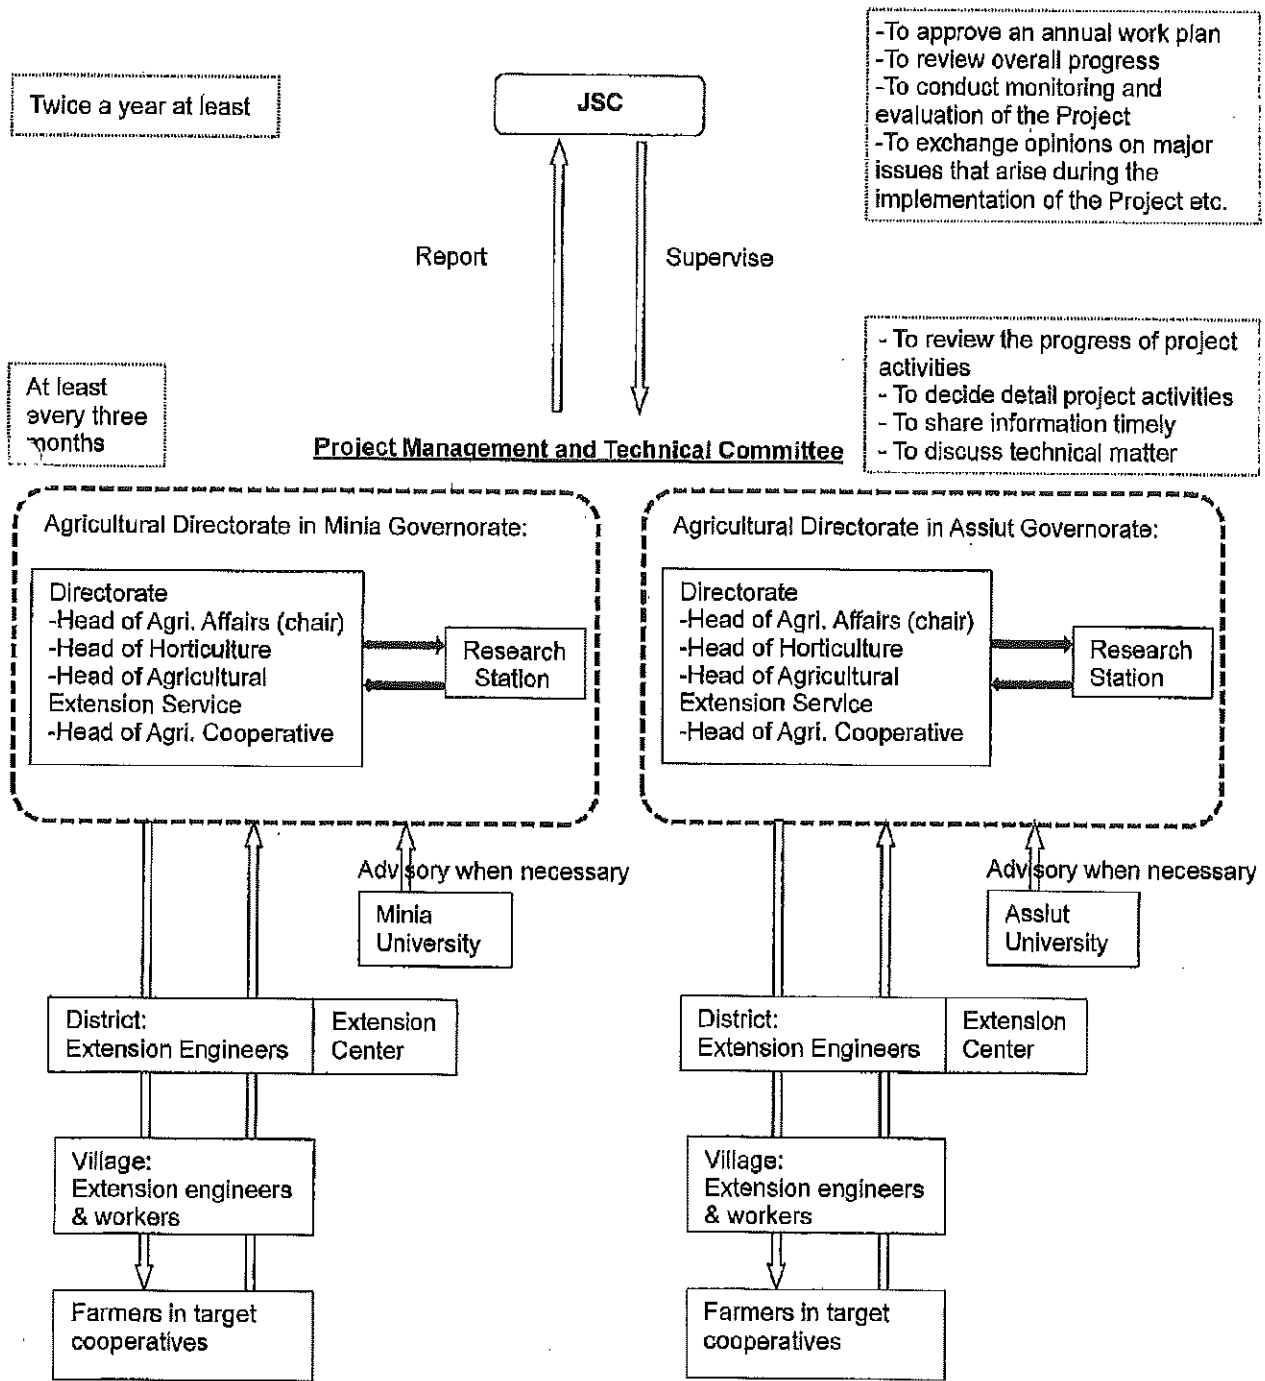 Twice a year at least
JSC
-To approve an annual work plan
-To review overall progress
-To conduct monitoring and
evaluation of the Project
-To exchange opinions on major
issues that arise during the
implementation of the Project etc.
Report
Supervise
At least
every three
months
- To review the progress of project
activities
- To decide detail project activities
- To share information timely
- To discuss technical matter
Project Management and Technical Committee
Agricultural Directorate in Minia Governorate:
Directorate
-Head of Agri. Affairs (chair)
-Head of Horticulture
-Head of Agricultural
Extension Service
-Head of Agri. Cooperative
Research
Station
Agricultural Directorate in Assiut Governorate:
Directorate
-Head of Agri. Affairs (chair)
-Head of Horticulture
-Head of Agricultural
Extension Service
-Head of Agri. Cooperative
Research
Station
Advisory when necessary
Minia
University
Advisory when necessary
Assiut
University
District:
Extension Engineers
Extension
Center
District:
Extension Engineers
Extension
Center
Village:
Extension engineers
& workers
Village:
Extension engineers
& workers
Farmers in target
cooperatives
Farmers in target
cooperatives